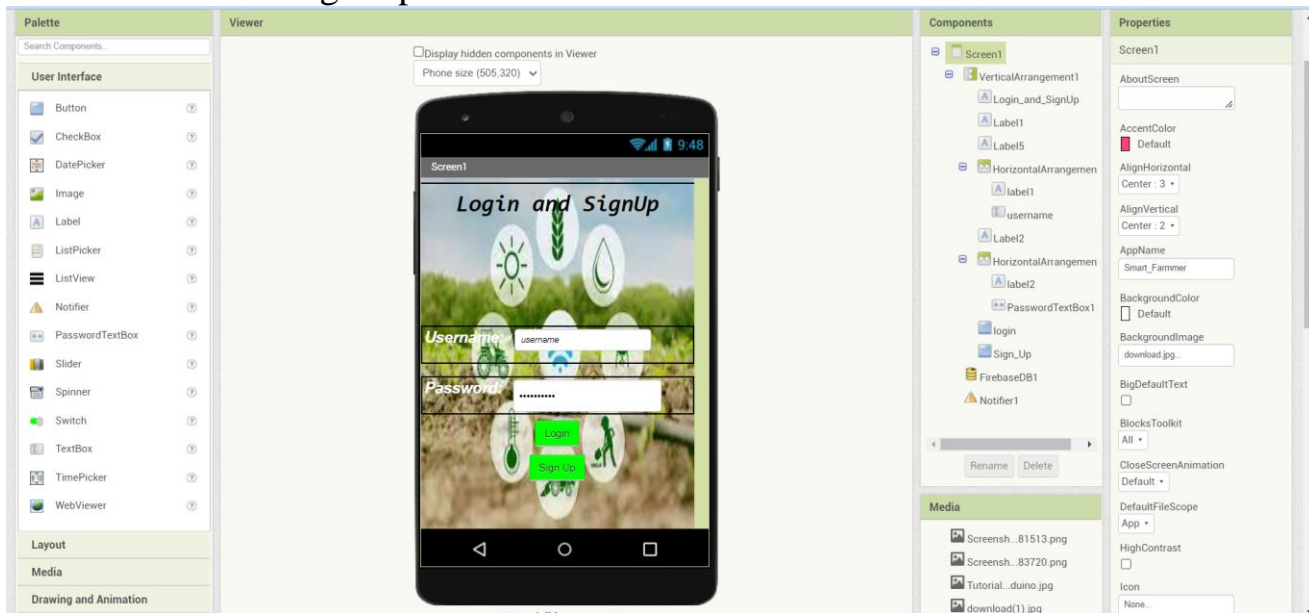 Palette
Search Components...
User Interface
Button
CheckBox
DatePicker
Image
Label
ListPicker
ListView
Notifier
PasswordTextBox
Slider
Spinner
Switch
TextBox
TimePicker
WebViewer
Layout
Media
Drawing and Animation
Viewer
Display hidden components in Viewer
Phone size (505,320)
9:48
Screen1
Login and SignUp
Username:
username
Password:
Login
Sign Up
Components
Screen1
VerticalArrangement1
Login_and_SignUp
Label1
Label5
HorizontalArrangemen
label1
username
Label2
HorizontalArrangemen
label2
PasswordTextBox1
login
Sign_Up
FirebaseDB1
Notifier1
Rename Delete
Media
Screensh...81513.png
Screensh...83720.png
Tutorial...duino.jpg
download(1).jpg
Properties
Screen1
AboutScreen
AccentColor
Default
AlignHorizontal
Center : 3
AlignVertical
Center : 2
AppName
Smart_Farmmer
BackgroundColor
Default
BackgroundImage
download.jpg...
BigDefaultText
BlocksToolkit
All
CloseScreenAnimation
Default
DefaultFileScope
App
HighContrast
Icon
None...